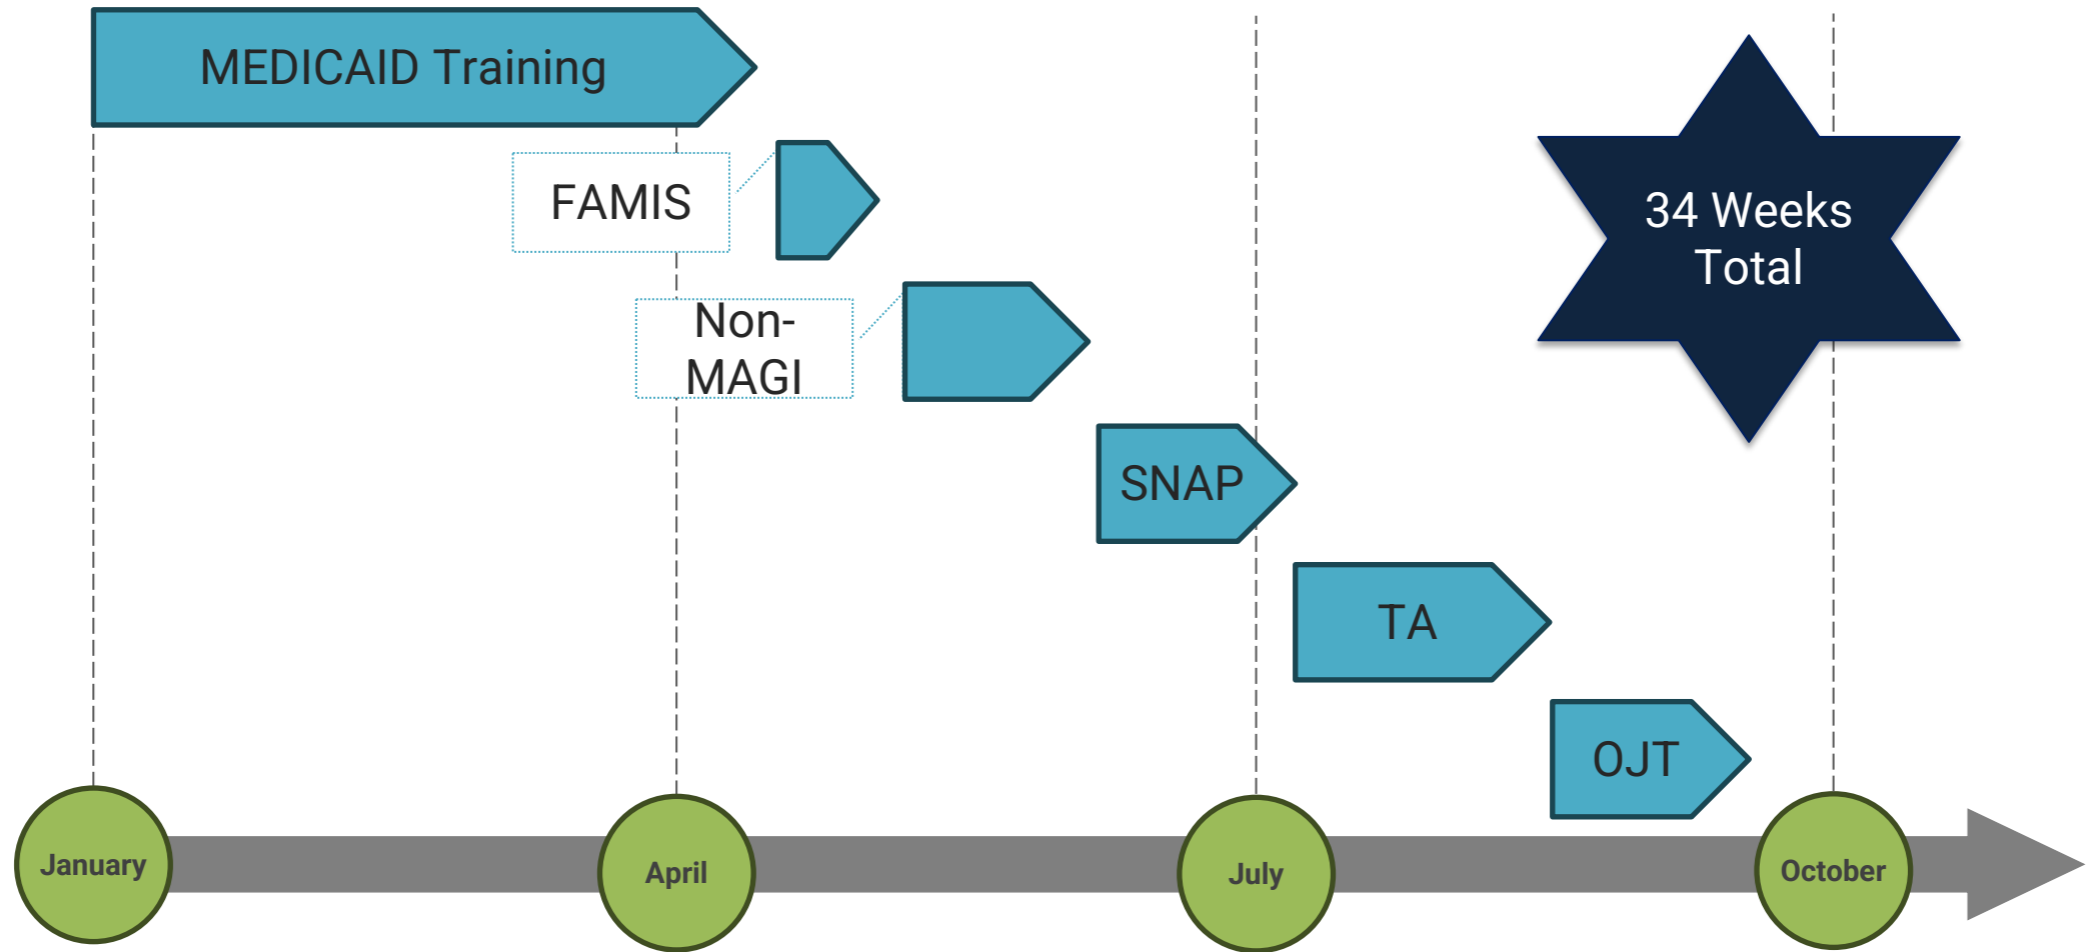 MEDICAID Training
FAMIS
Non-
MAGI
SNAP
TA
OJT
34 Weeks
Total
January
April
July
October